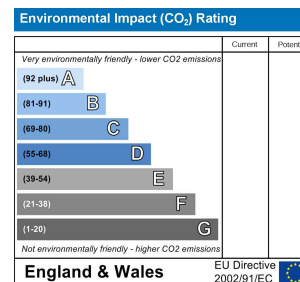 Environmental Impact (CO₂) Rating
Current Potent
Very environmentally friendly - lower CO2 emissions
(92 plus) A
(81-91) B
(69-80) C
(55-68) D
(39-54) E
(21-38) F
(1-20) G
Not environmentally friendly - higher CO2 emissions
England & Wales
EU Directive
2002/91/EC